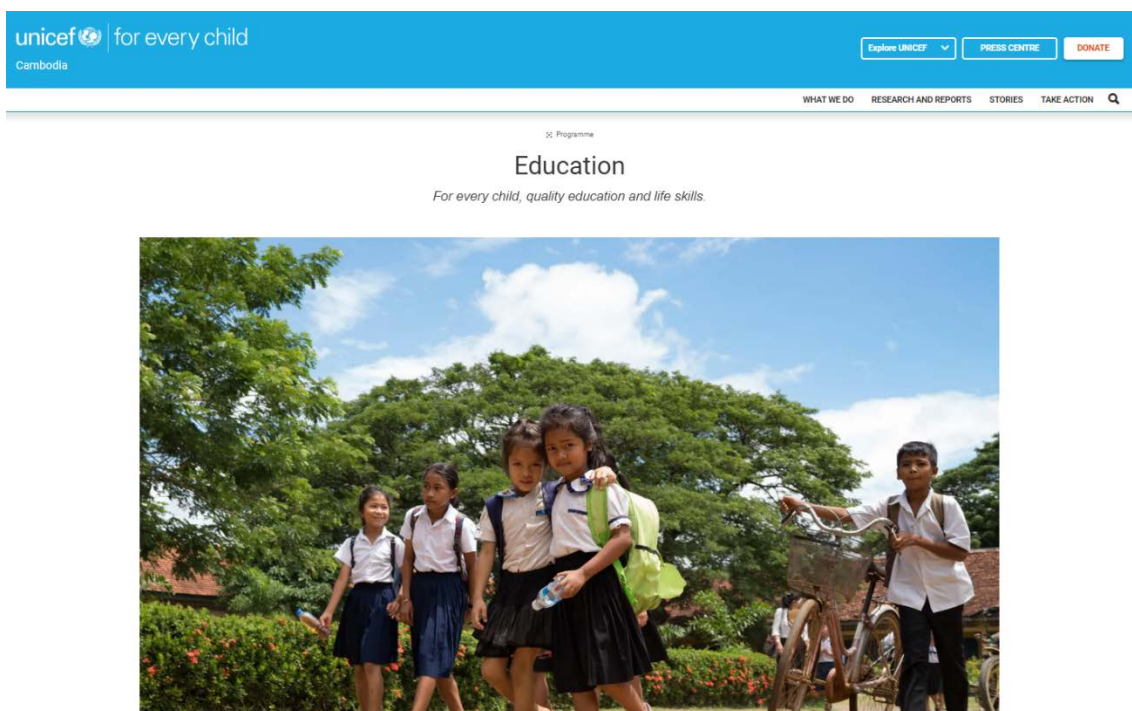 unicef for every child
Cambodia
Explore UNICEF
PRESS CENTRE
DONATE
WHAT WE DO RESEARCH AND REPORTS STORIES TAKE ACTION
Programme
Education
For every child, quality education and life skills.